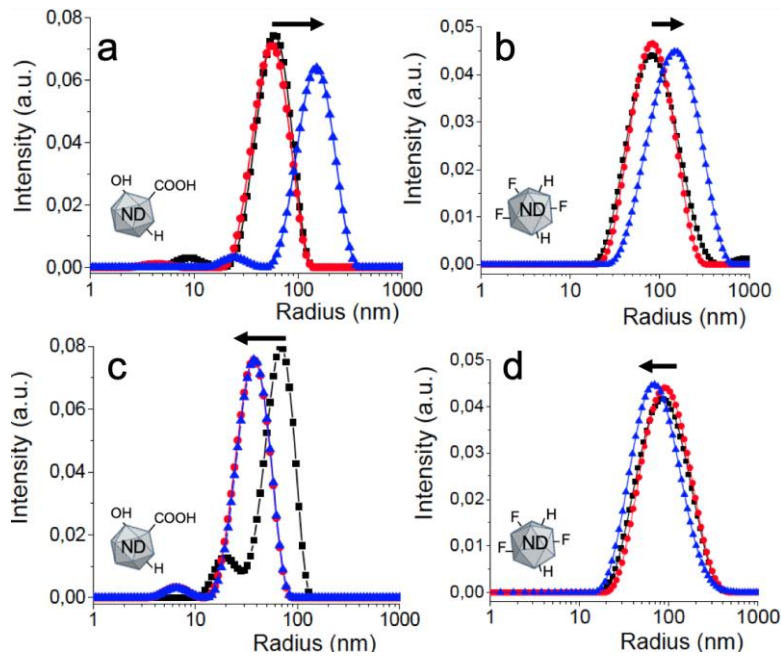 a
Intensity (a.u.)
0,08
0,06
0,04
0,02
0,00
OH
COOH
ND
H
1
10
100
1000
Radius (nm)
b
Intensity (a.u.)
0,05
0,04
0,03
0,02
0,01
0,00
F
H
ND
F
F
H
1
10
100
1000
Radius (nm)
c
Intensity (a.u.)
0,08
0,06
0,04
0,02
0,00
OH
COOH
ND
H
1
10
100
1000
Radius (nm)
d
Intensity (a.u.)
0,05
0,04
0,03
0,02
0,01
0,00
F
H
ND
F
F
H
1
10
100
1000
Radius (nm)